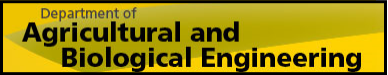 Department of
Agricultural and
Biological Engineering